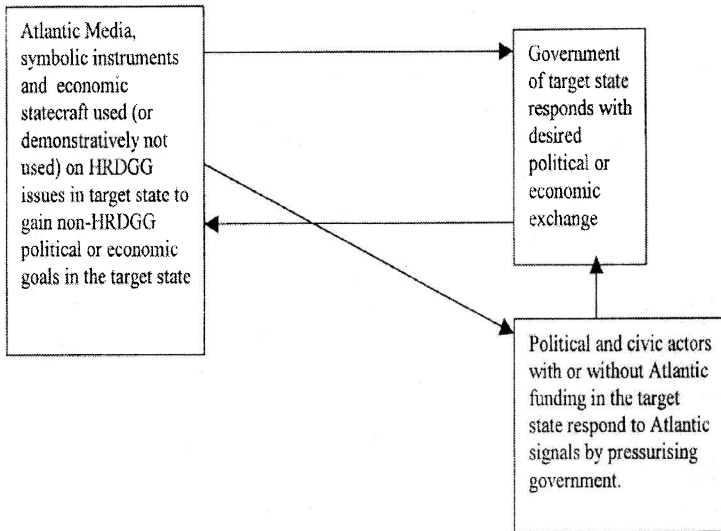 Atlantic Media,
symbolic instruments
and economic
statecraft used (or
demonstratively not
used) on HRDGG
issues in target state to
gain non-HRDGG
political or economic
goals in the target state
Government
of target state
responds with
desired
political or
economic
exchange
Political and civic actors
with or without Atlantic
funding in the target
state respond to Atlantic
signals by pressurising
government.